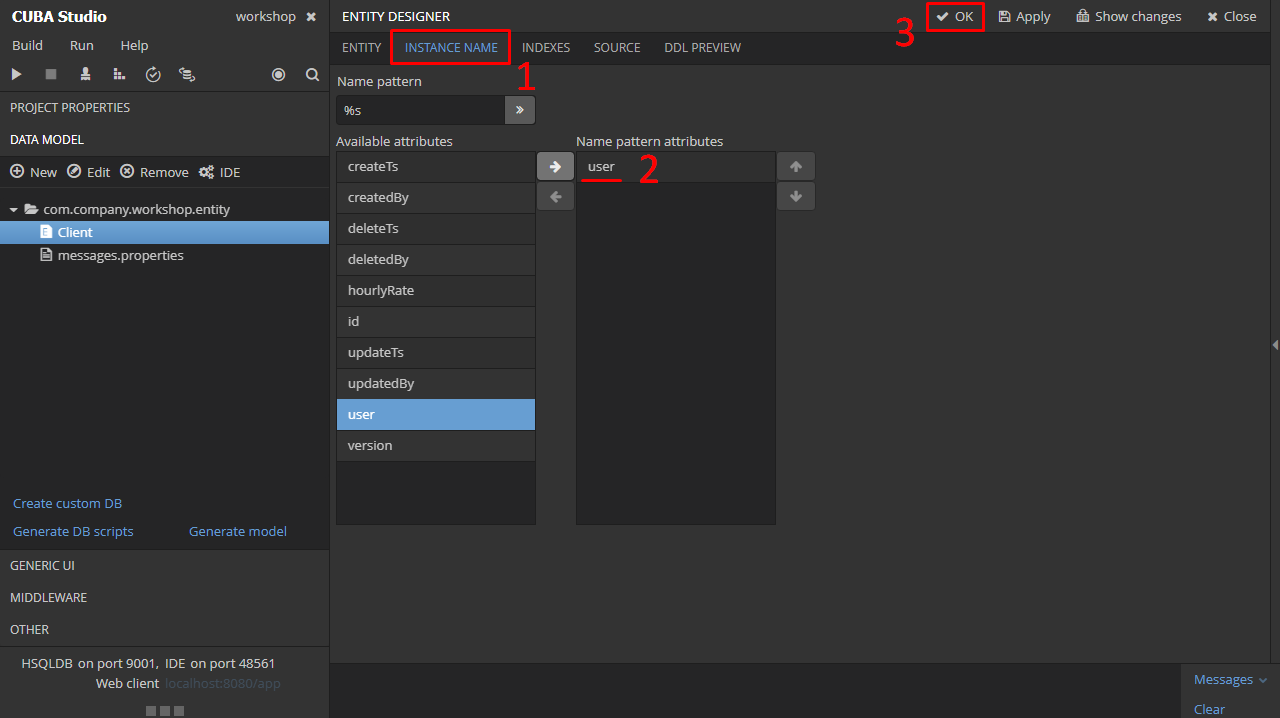 CUBA Studio workshop
Build Run Help
PROJECT PROPERTIES
DATA MODEL
New Edit Remove IDE
com.company.workshop.entity
E Client
messages.properties
Create custom DB
Generate DB scripts Generate model
GENERIC UI
MIDDLEWARE
OTHER
HSQLDB on port 9001, IDE on port 48561
Web client localhost:8080/app
ENTITY DESIGNER
3 OK Apply Show changes Close
ENTITY INSTANCE NAME INDEXES SOURCE DDL PREVIEW
1
Name pattern
%s
Available attributes
createTs
createdBy
deleteTs
deletedBy
hourlyRate
id
updateTs
updatedBy
user
version
Name pattern attributes
user 2
Messages
Clear